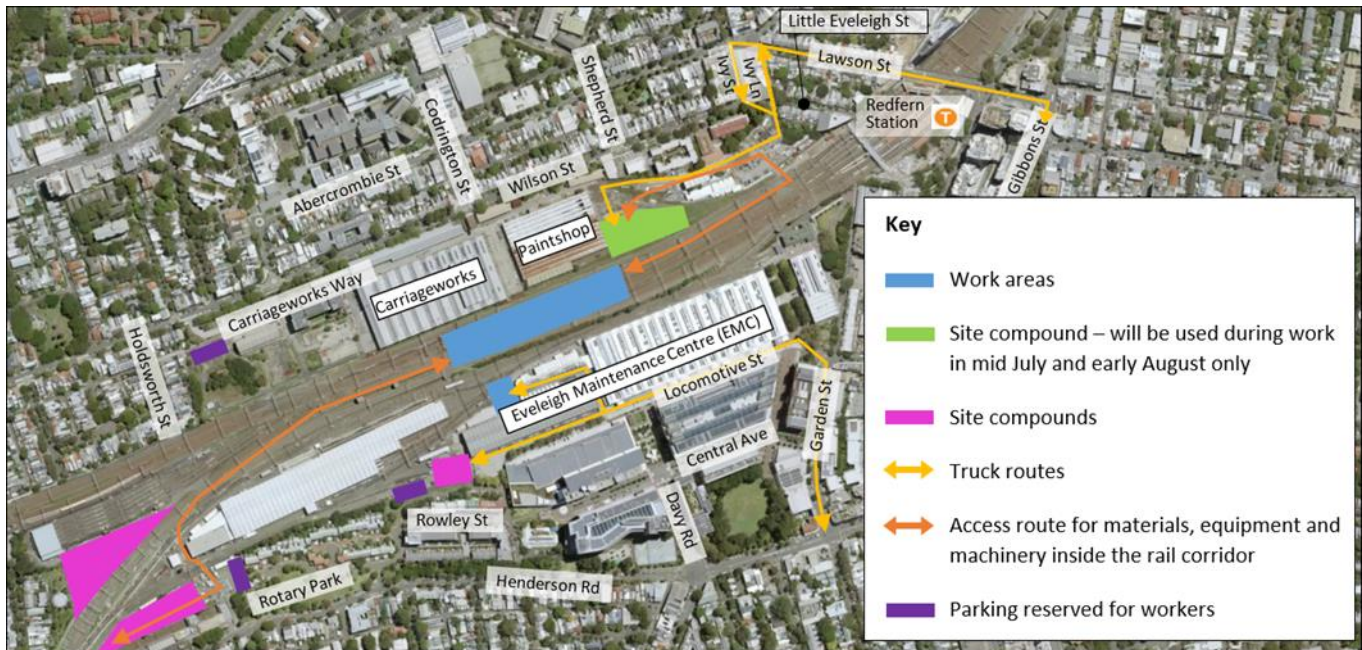 Little Eveleigh St
Lawson St
Ivy St
Ivy Ln
Shepherd St
Redfern
Station
T
Gibbons St
Codrington St
Abercrombie St
Wilson St
Paintshop
Carriageworks
Carriageworks Way
Holdsworth St
Eveleigh Maintenance Centre (EMC)
Locomotive St
Garden St
Central Ave
Davy Rd
Rowley St
Henderson Rd
Rotary Park
Key
Work areas
Site compound – will be used during work
in mid July and early August only
Site compounds
Truck routes
Access route for materials, equipment and
machinery inside the rail corridor
Parking reserved for workers